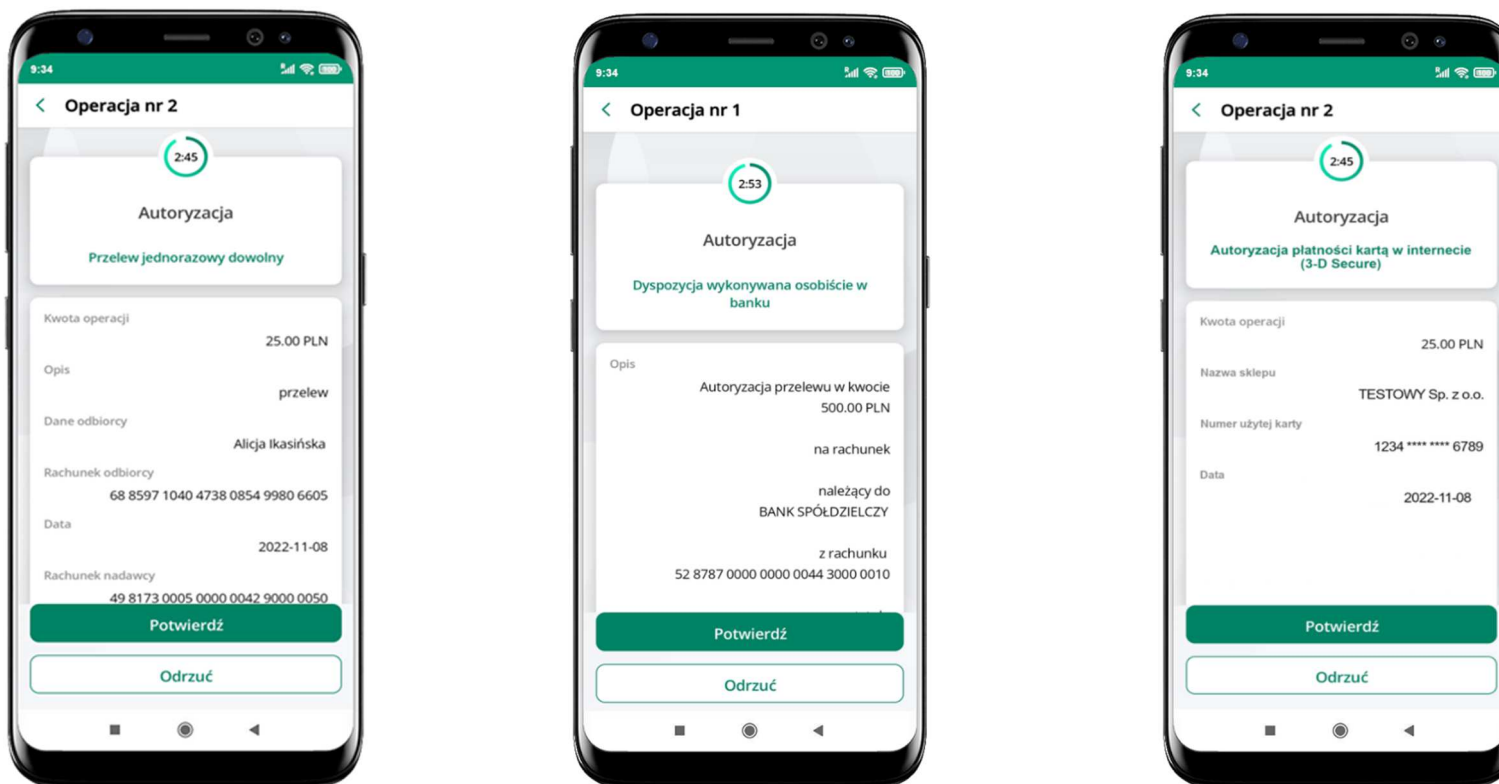 9:34
Operacja nr 2
2:45
Autoryzacja
Przelew jednorazowy dowolny
Kwota operacji
25.00 PLN
Opis
przelew
Dane odbiorcy
Alicja Ikasińska
Rachunek odbiorcy
68 8597 1040 4738 0854 9980 6605
Data
2022-11-08
Rachunek nadawcy
49 8173 0005 0000 0042 9000 0050
Potwierdź
Odrzuć
9:34
Operacja nr 1
2:53
Autoryzacja
Dyspozycja wykonywana osobiście w
banku
Opis
Autoryzacja przelewu w kwocie
500.00 PLN
na rachunek
należący do
BANK SPÓŁDZIELCZY
z rachunku
52 8787 0000 0000 0044 3000 0010
Potwierdź
Odrzuć
9:34
Operacja nr 2
2:45
Autoryzacja
Autoryzacja płatności kartą w internecie
(3-D Secure)
Kwota operacji
25.00 PLN
Nazwa sklepu
TESTOWY Sp. z o.o.
Numer użytej karty
1234 **** **** 6789
Data
2022-11-08
Potwierdź
Odrzuć